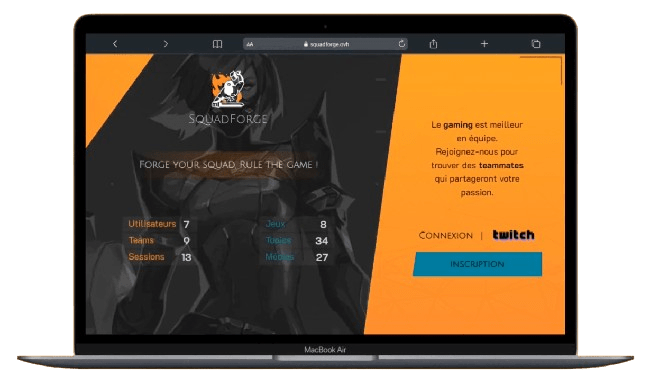 AA squadforge.ovh
SquadForge
Forge your squad, Rule the game !
Utilisateurs 7
Teams 9
Sessions 13
Jeux 8
Topics 34
Médias 27
Le gaming est meilleur
en équipe.
Rejoignez-nous pour
trouver des teammates
qui partageront votre
passion.
Connexion | twitch
Inscription
MacBook Air